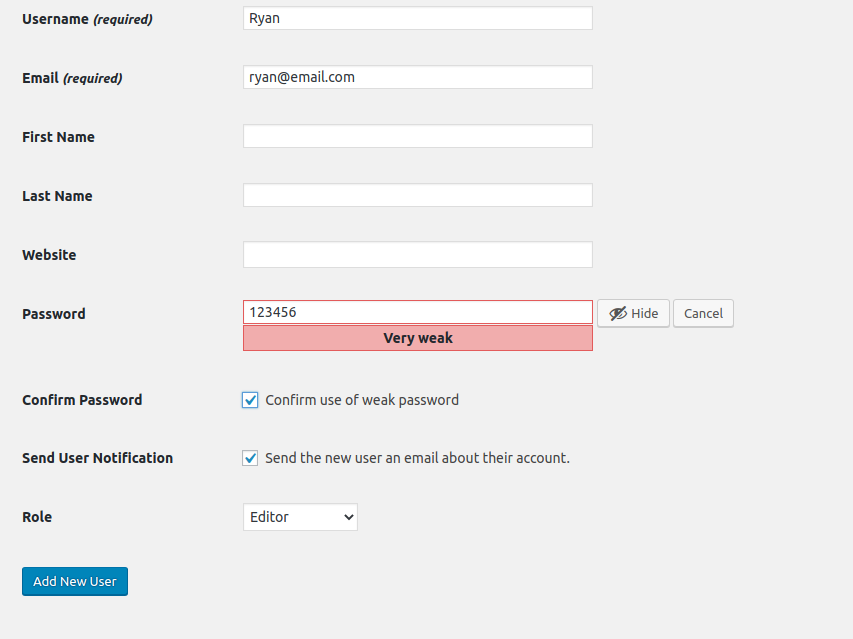 Username (required) Ryan
Email (required) ryan@email.com
First Name
Last Name
Website
Password 123456 Hide Cancel
Very weak
Confirm Password Confirm use of weak password
Send User Notification Send the new user an email about their account.
Role Editor
Add New User